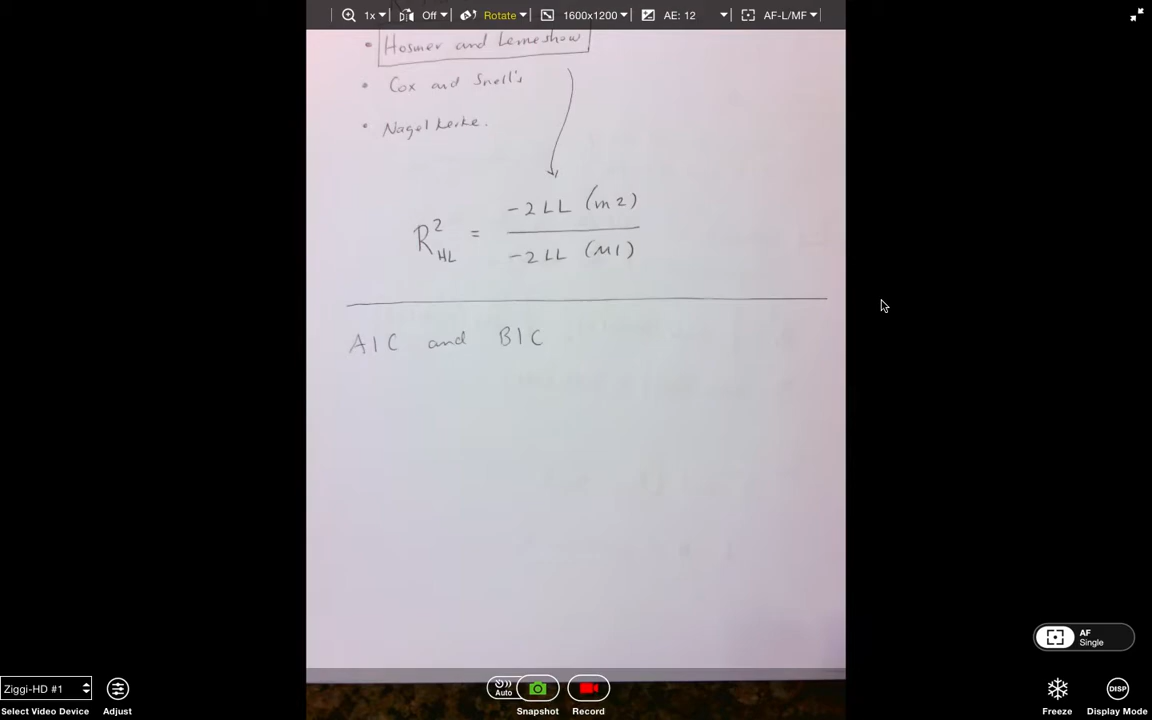 1x Off Rotate 1600x1200 AE: 12 AF-L/MF
• Hosmer and Lemeshow
• Cox and Snell's
• Nagelkerke.
-2LL (m2)
R²HL =
-2LL (M1)
AIC and BIC
AF
Single
Ziggi-HD #1
Select Video Device
Adjust
Auto
Snapshot
Record
Freeze
DISP
Display Mode